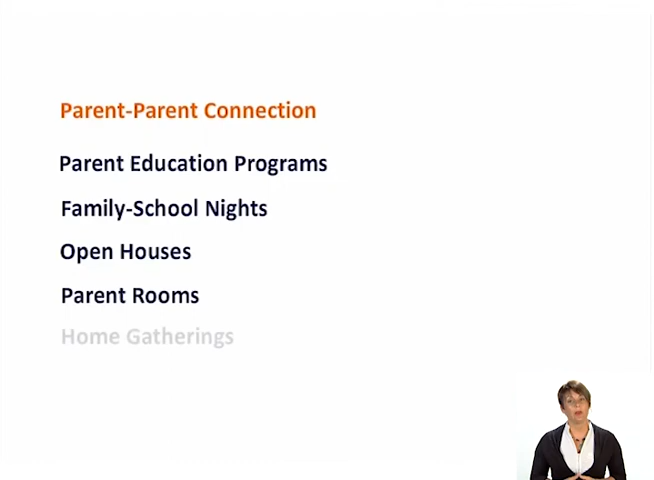 Parent-Parent Connection
Parent Education Programs
Family-School Nights
Open Houses
Parent Rooms
Home Gatherings